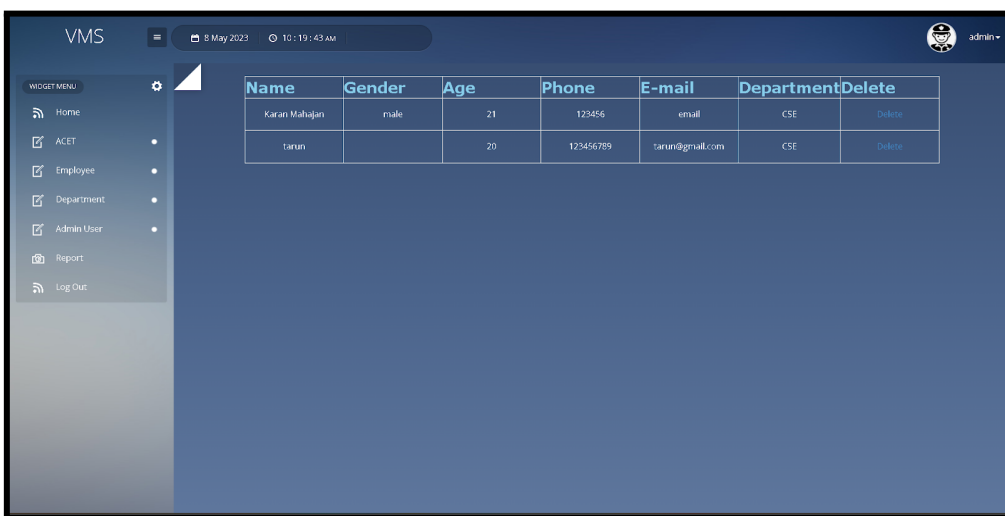 VMS
8 May 2023 10 : 19 : 43 AM
admin
WIDGET MENU
Home
ACET
Employee
Department
Admin User
Report
Log Out
Name Gender Age Phone E-mail Department Delete
Karan Mahajan male 21 123456 email CSE Delete
tarun 20 123456789 tarun@gmail.com CSE Delete